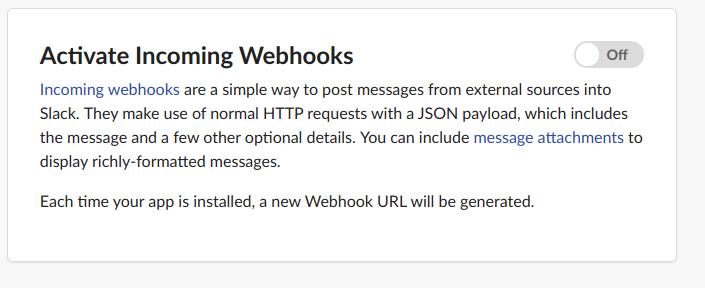 Activate Incoming Webhooks
Off
Incoming webhooks are a simple way to post messages from external sources into
Slack. They make use of normal HTTP requests with a JSON payload, which includes
the message and a few other optional details. You can include message attachments to
display richly-formatted messages.
Each time your app is installed, a new Webhook URL will be generated.